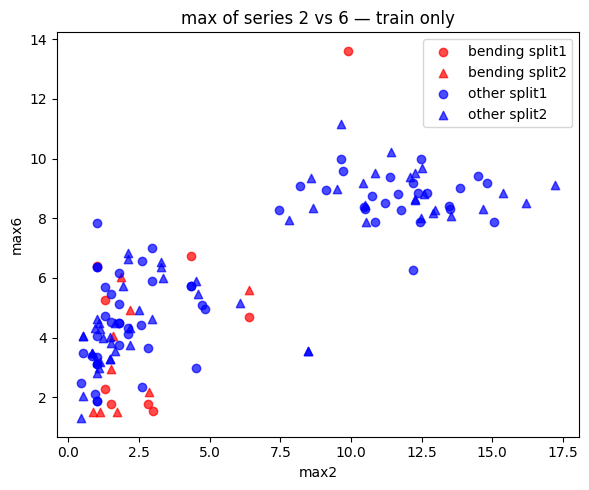 max of series 2 vs 6 — train only
14
12
10
8
6
4
2
max6
bending split1
bending split2
other split1
other split2
0.0 2.5 5.0 7.5 10.0 12.5 15.0 17.5
max2